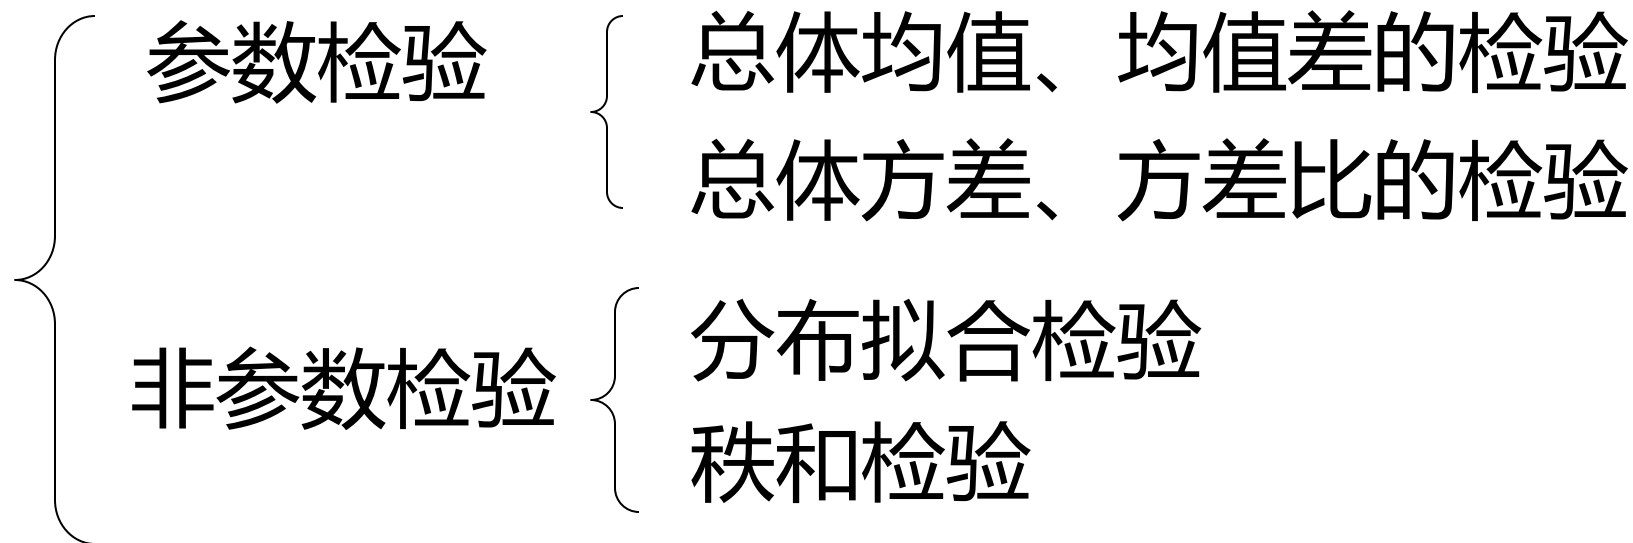 参数检验
总体均值、均值差的检验
总体方差、方差比的检验
非参数检验
分布拟合检验
秩和检验